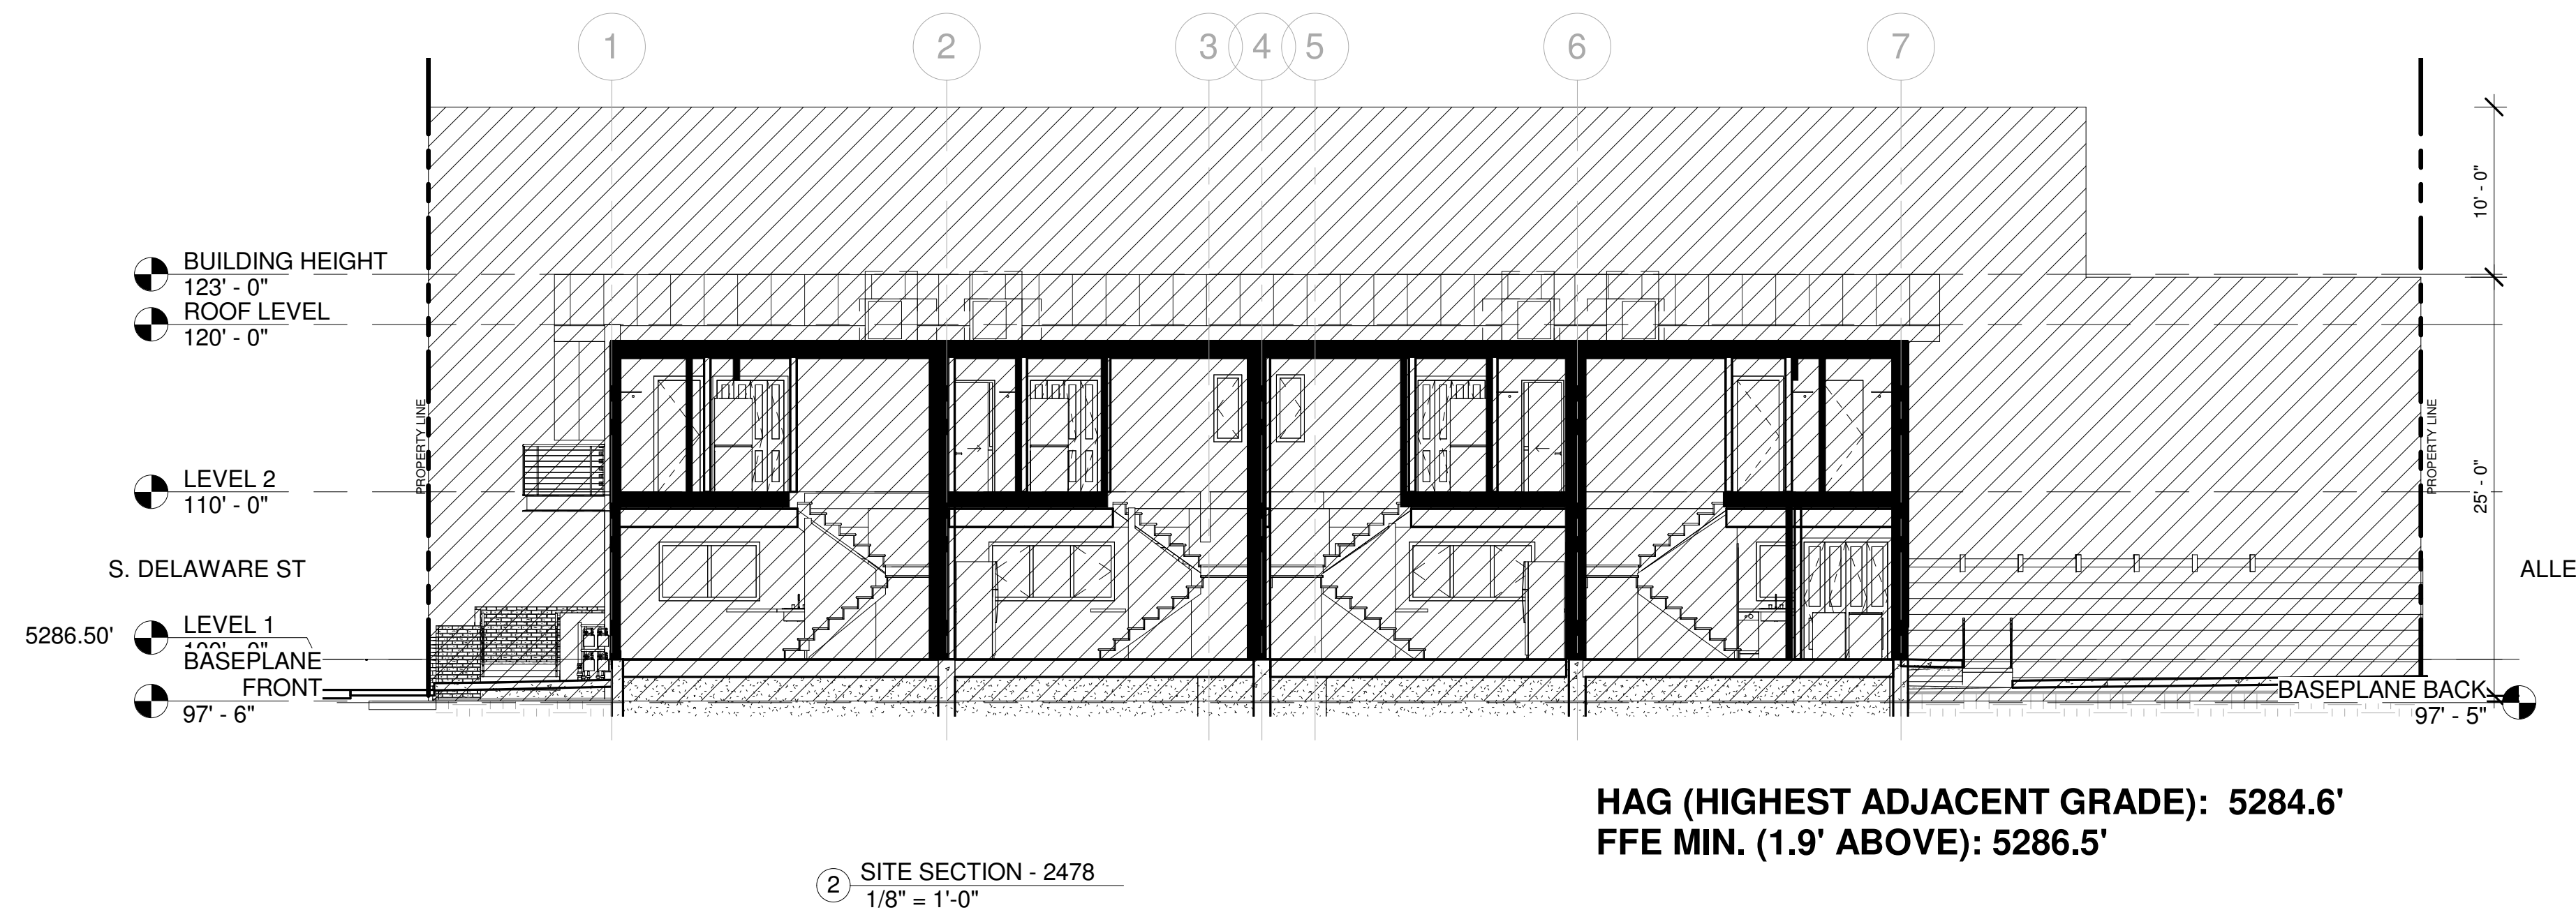 1
2
3
4
5
6
7
10' - 0"
BUILDING HEIGHT
123' - 0"
ROOF LEVEL
120' - 0"
PROPERTY LINE
PROPERTY LINE
LEVEL 2
110' - 0"
25' - 0"
S. DELAWARE ST
ALLE
5286.50'
LEVEL 1
BASEPLANE
FRONT
97' - 6"
BASEPLANE BACK
97' - 5"
HAG (HIGHEST ADJACENT GRADE): 5284.6'
FFE MIN. (1.9' ABOVE): 5286.5'
2
SITE SECTION - 2478
1/8" = 1'-0"